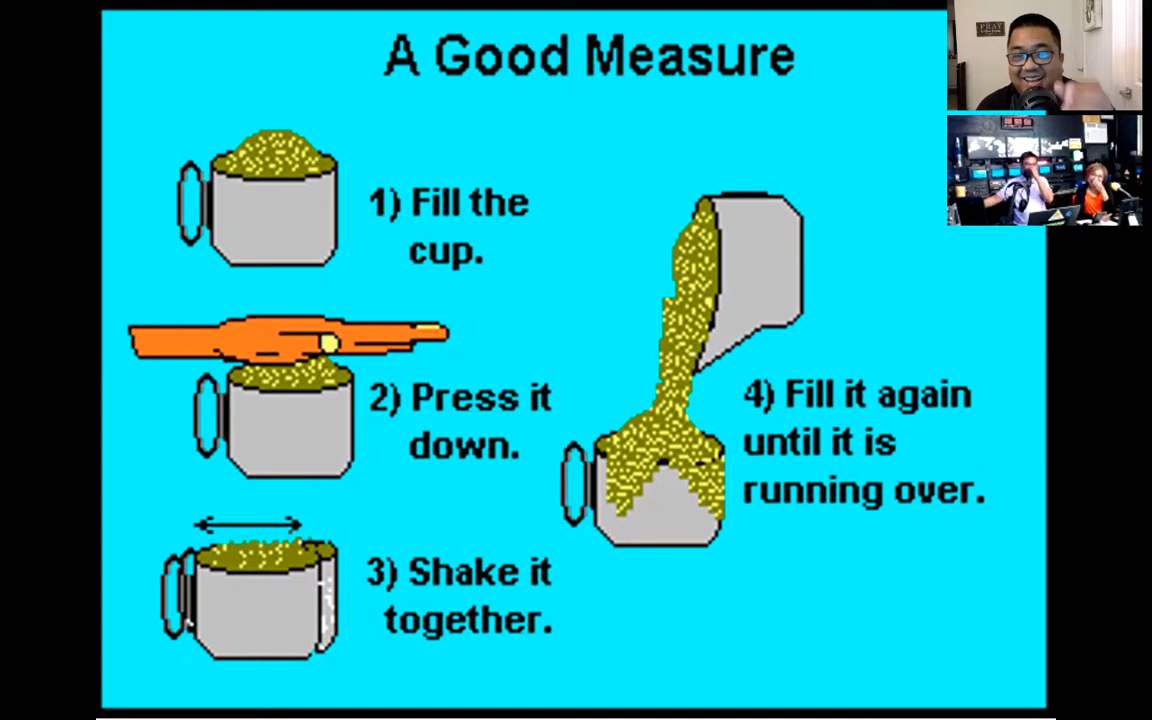 A Good Measure
1) Fill the
cup.
2) Press it
down.
3) Shake it
together.
4) Fill it again
until it is
running over.
PRAY